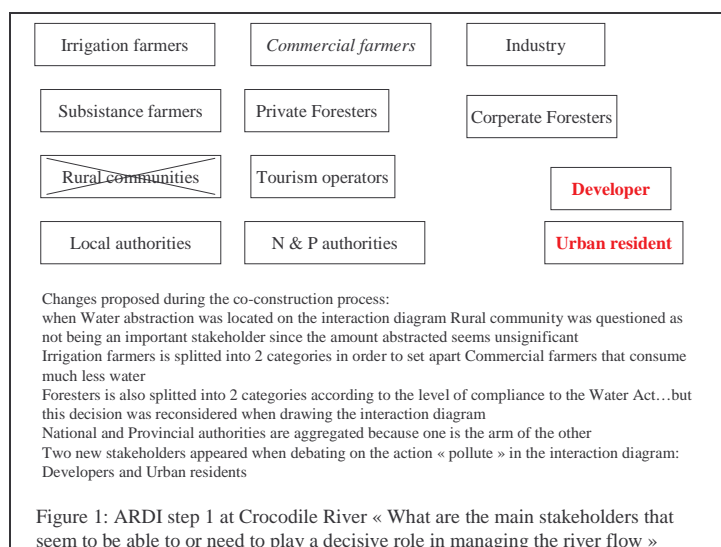 Irrigation farmers
Commercial farmers
Industry
Subsistance farmers
Private Foresters
Corperate Foresters
Rural communities
Tourism operators
Developer
Local authorities
N & P authorities
Urban resident
Changes proposed during the co-construction process:
when Water abstraction was located on the interaction diagram Rural community was questioned as
not being an important stakeholder since the amount abstracted seems unsignificant
Irrigation farmers is splitted into 2 categories in order to set apart Commercial farmers that consume
much less water
Foresters is also splitted into 2 categories according to the level of compliance to the Water Act…but
this decision was reconsidered when drawing the interaction diagram
National and Provincial authorities are aggregated because one is the arm of the other
Two new stakeholders appeared when debating on the action « pollute » in the interaction diagram:
Developers and Urban residents
Figure 1: ARDI step 1 at Crocodile River « What are the main stakeholders that
seem to be able to or need to play a decisive role in managing the river flow »